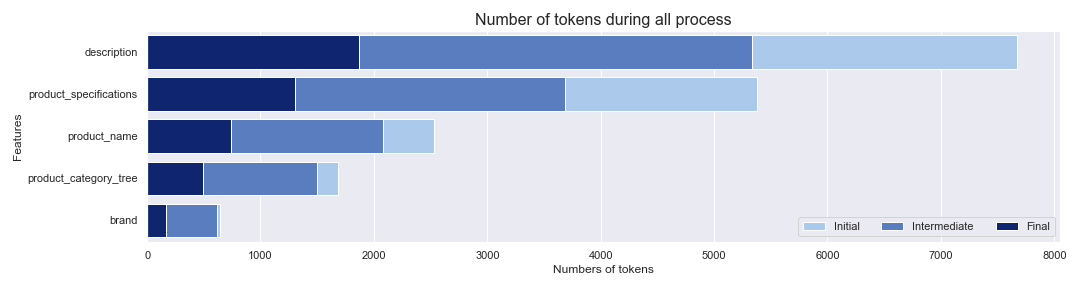 Number of tokens during all process
Features
description
product_specifications
product_name
product_category_tree
brand
Initial Intermediate Final
0 1000 2000 3000 4000 5000 6000 7000 8000
Numbers of tokens